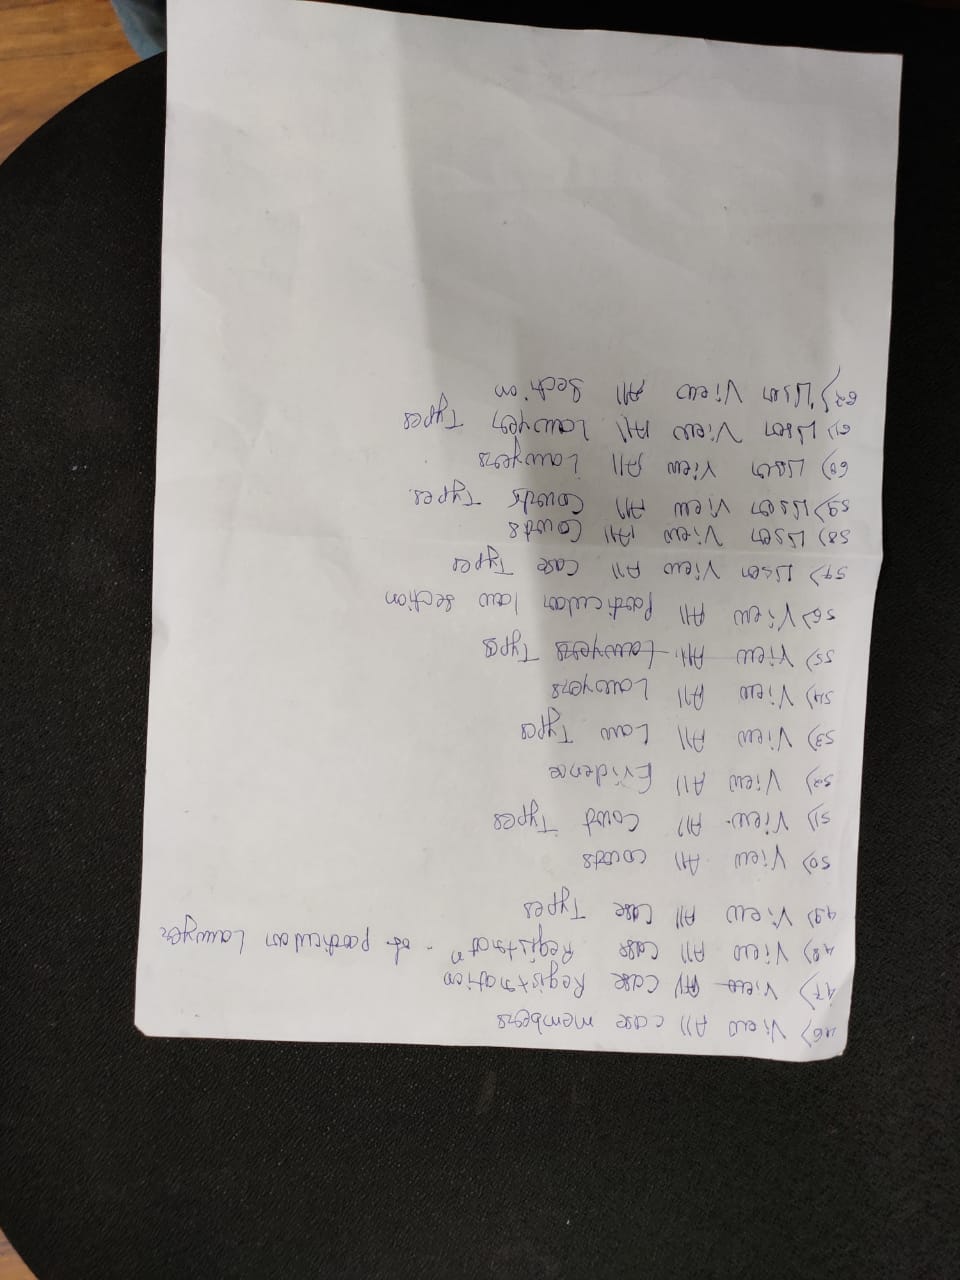 46) View All case members
47) View All Case Registration
48) View All Case Registratⁿ - of particular Lawyer
49) View All Case Types
50) View All courts
51) View All Court Types
52) View All Evidence
53) View All Law Types
54) View All Lawyers
55) View All Lawyers Types
56) View All Particular law section
57) User View All Case Types
58) User View All Courts
59) User View All Courts Types.
60) User View All Lawyers
61) User View All Lawyer Types
62) User View All Section